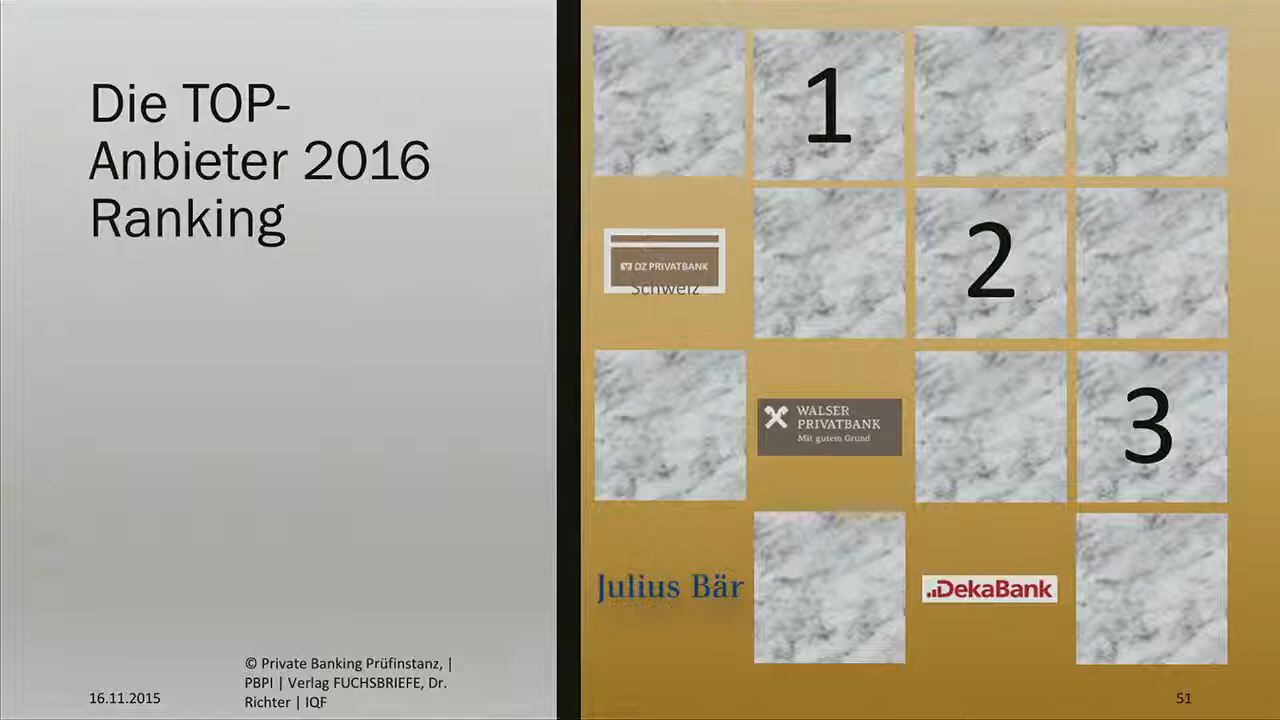 Die TOP-
Anbieter 2016
Ranking
1
2
DZ PRIVATBANK
Schweiz
3
WALSER
PRIVATBANK
Mit gutem Grund
Julius Bär
DekaBank
© Private Banking Prüfinstanz, |
PBPI | Verlag FUCHSBRIEFE, Dr.
Richter | IQF
16.11.2015
51